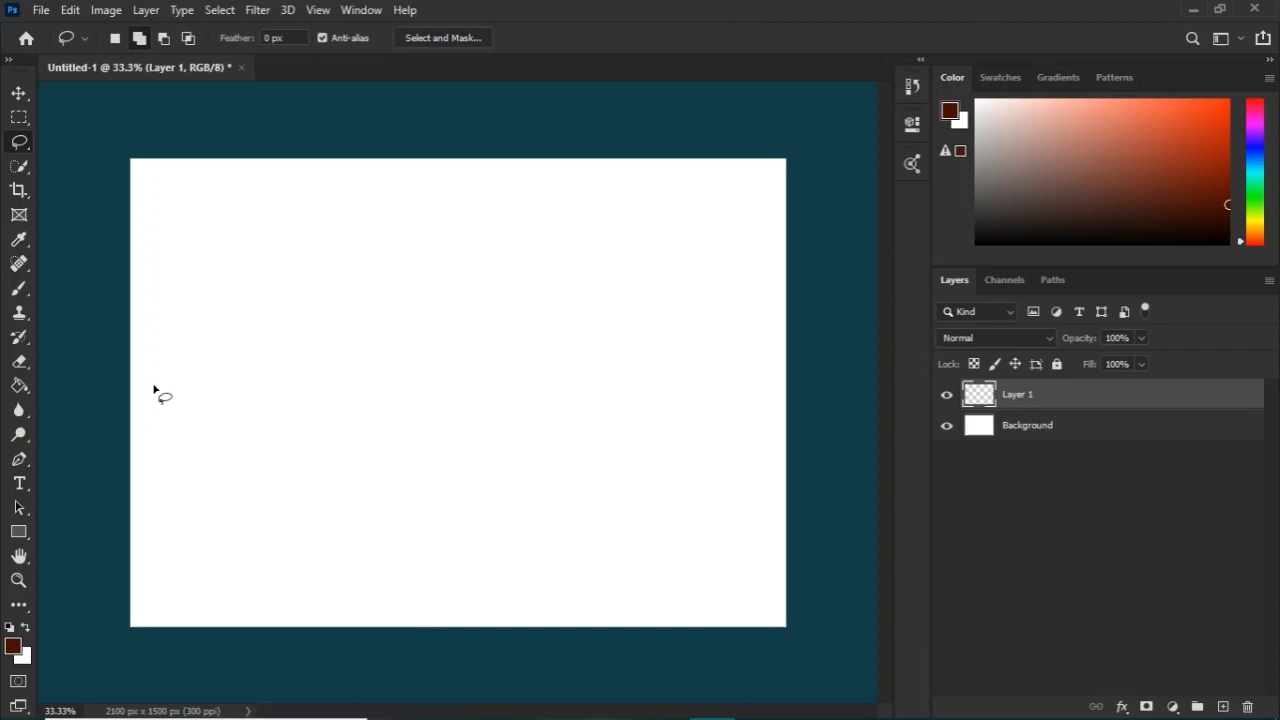 Ps File Edit Image Layer Type Select Filter 3D View Window Help
Feather: 0 px Anti-alias Select and Mask...
Untitled-1 @ 33.3% (Layer 1, RGB/8) *
Color Swatches Gradients Patterns
Layers Channels Paths
Kind
Normal Opacity: 100%
Lock: Fill: 100%
Layer 1
Background
33.33% 2100 px x 1500 px (300 ppi)